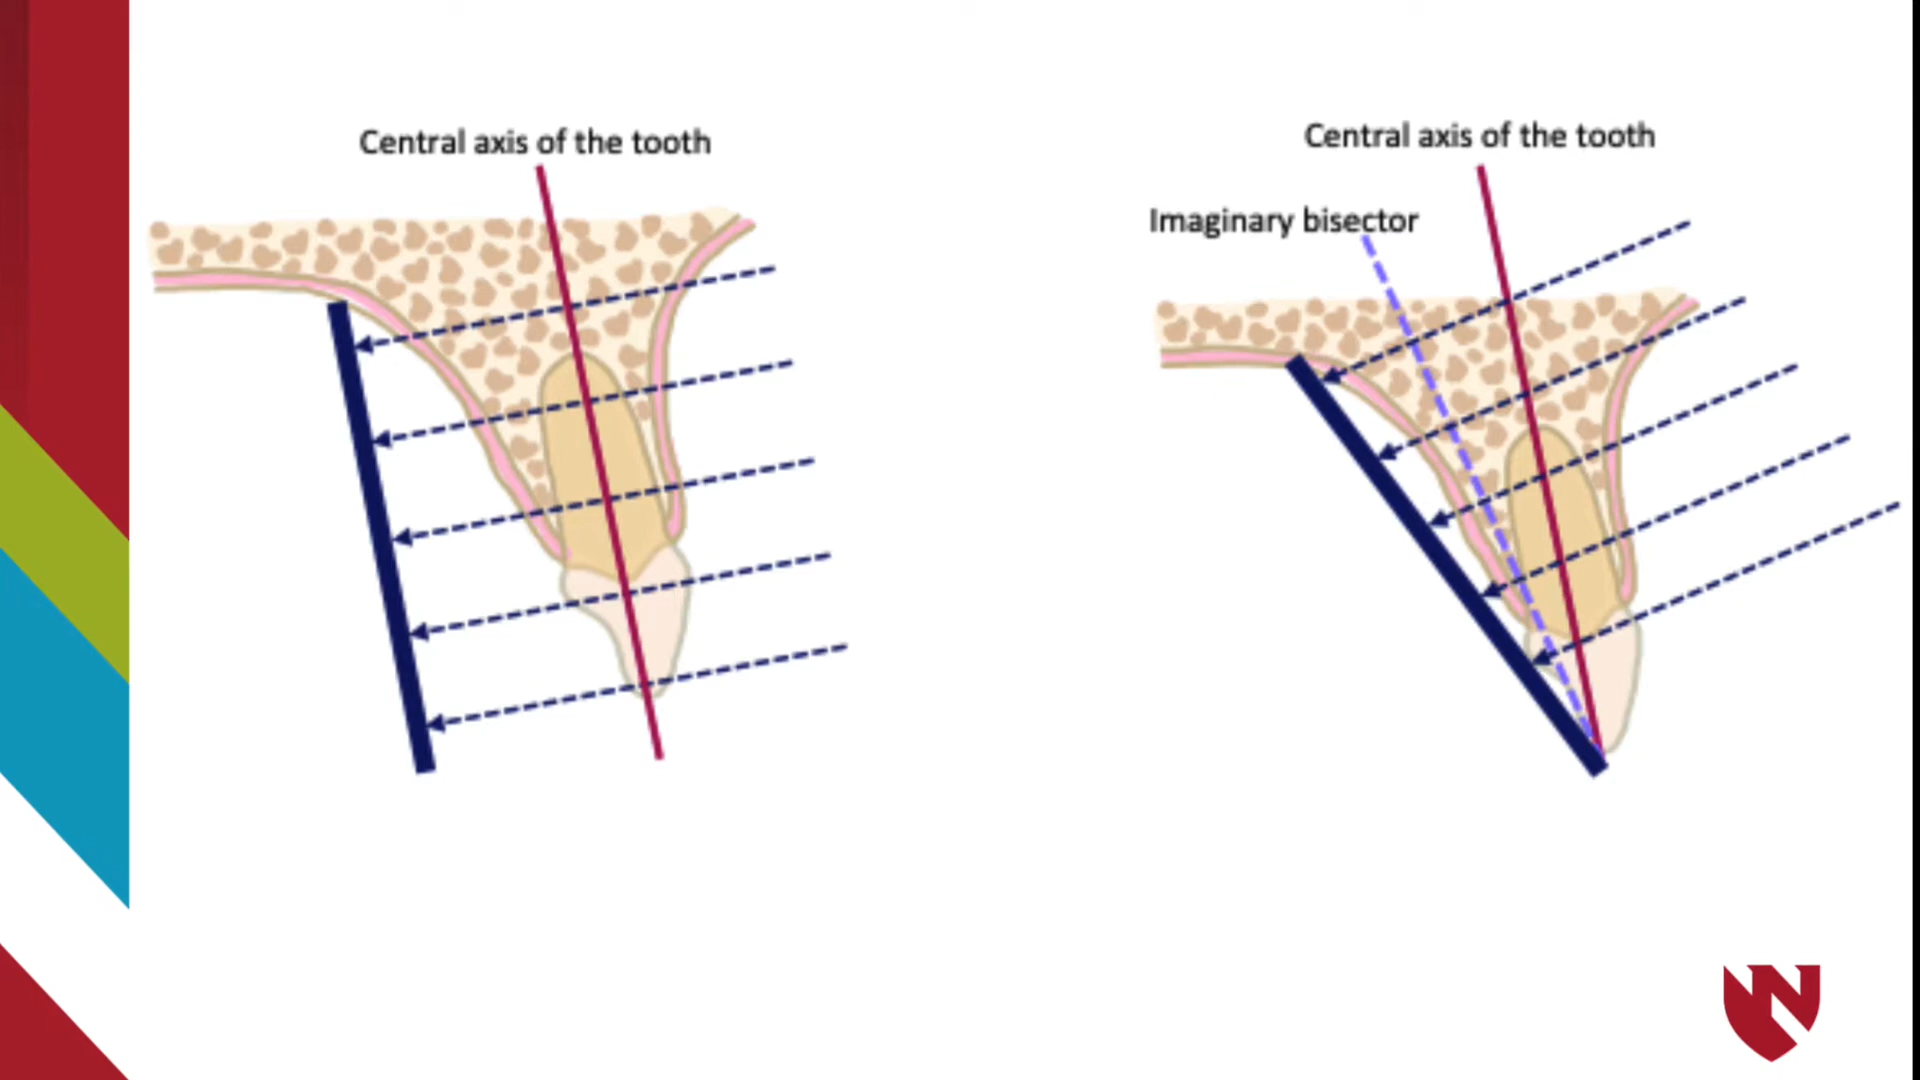 Central axis of the tooth
Central axis of the tooth
Imaginary bisector